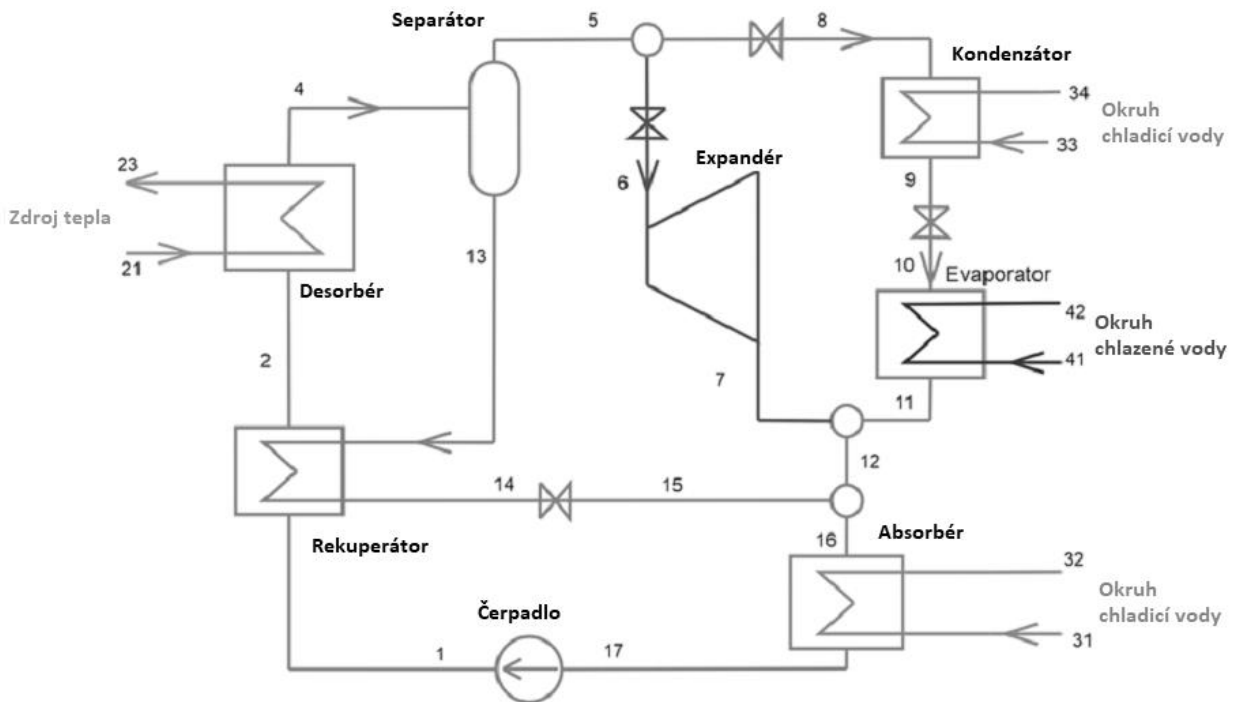 Separátor
5
8
Kondenzátor
4
34
Okruh
chladicí vody
33
23
Expandér
6
9
Zdroj tepla
13
21
10
Evaporator
Desorbér
42
Okruh
chlazené vody
41
2
7
11
12
14
15
Rekuperátor
16
Absorbér
32
Okruh
chladicí vody
31
Čerpadlo
1
17